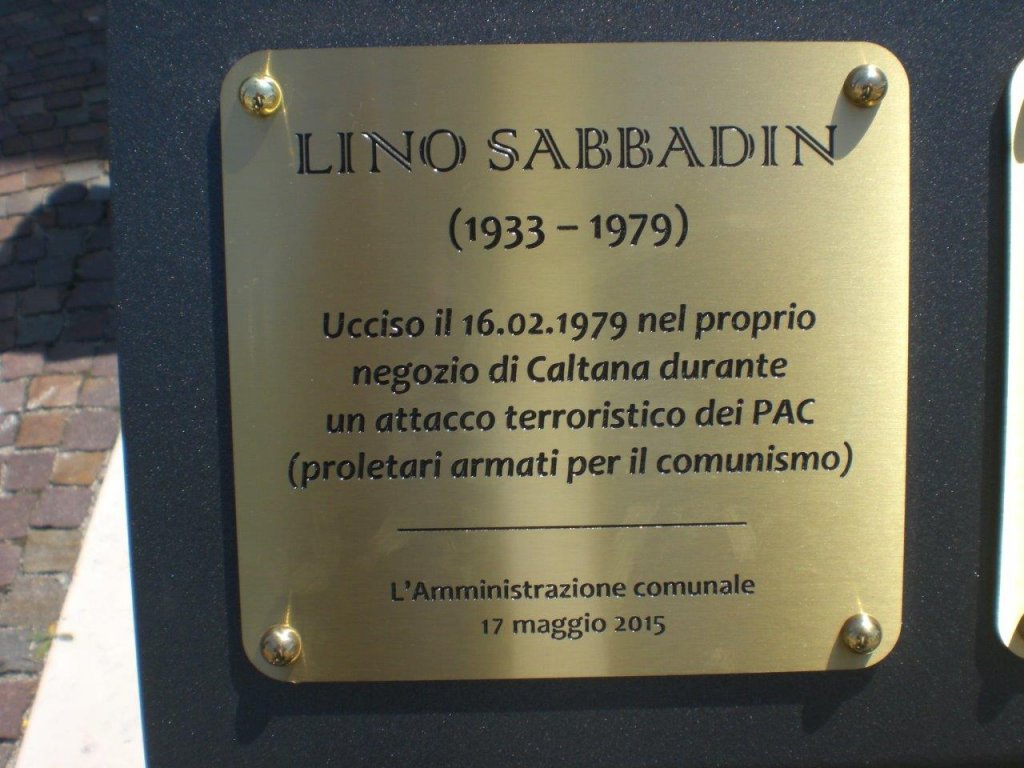 LINO SABBADIN
(1933 – 1979)
Ucciso il 16.02.1979 nel proprio
negozio di Caltana durante
un attacco terroristico dei PAC
(proletari armati per il comunismo)
L'Amministrazione comunale
17 maggio 2015